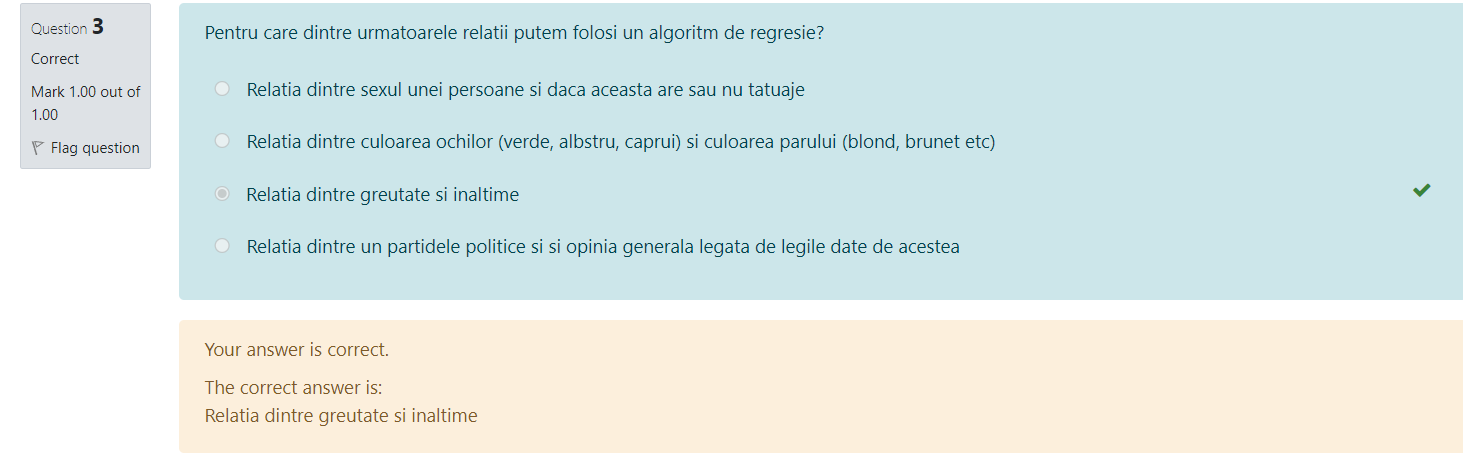 Question 3
Correct
Mark 1.00 out of
1.00
Flag question
Pentru care dintre urmatoarele relatii putem folosi un algoritm de regresie?
Relatia dintre sexul unei persoane si daca aceasta are sau nu tatuaje
Relatia dintre culoarea ochilor (verde, albstru, caprui) si culoarea parului (blond, brunet etc)
Relatia dintre greutate si inaltime
Relatia dintre un partidele politice si si opinia generala legata de legile date de acestea
Your answer is correct.
The correct answer is:
Relatia dintre greutate si inaltime